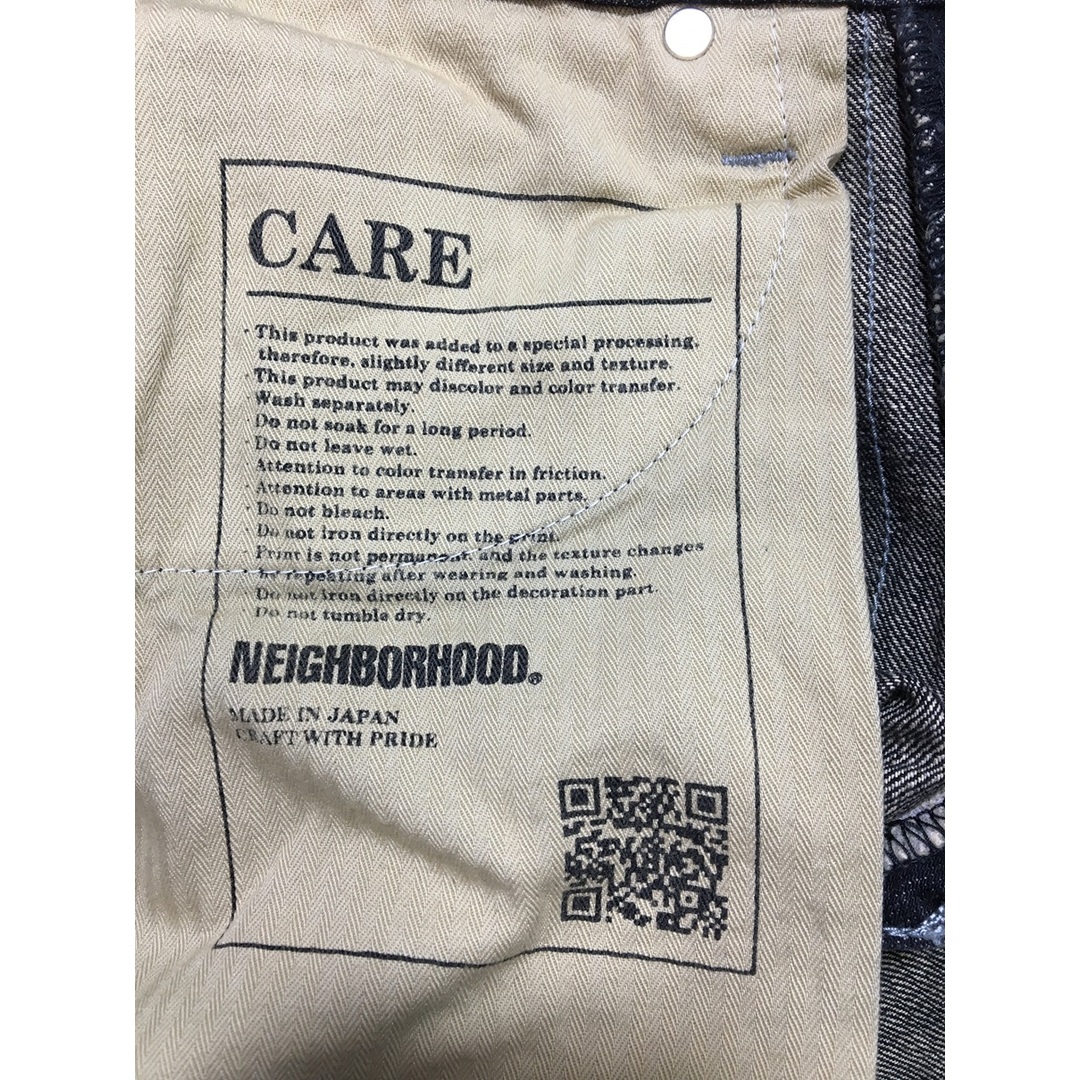 CARE
· This product was added to a special processing,
therefore, slightly different size and texture.
· This product may discolor and color transfer.
Wash separately.
Do not soak for a long period.
· Do not leave wet.
· Attention to color transfer in friction.
· Attention to areas with metal parts.
· Do not bleach.
· Do not iron directly on the print.
· Print is not permanent, and the texture changes
by repeating after wearing and washing.
· Do not iron directly on the decoration part.
· Do not tumble dry.
NEIGHBORHOOD®
MADE IN JAPAN
CRAFT WITH PRIDE